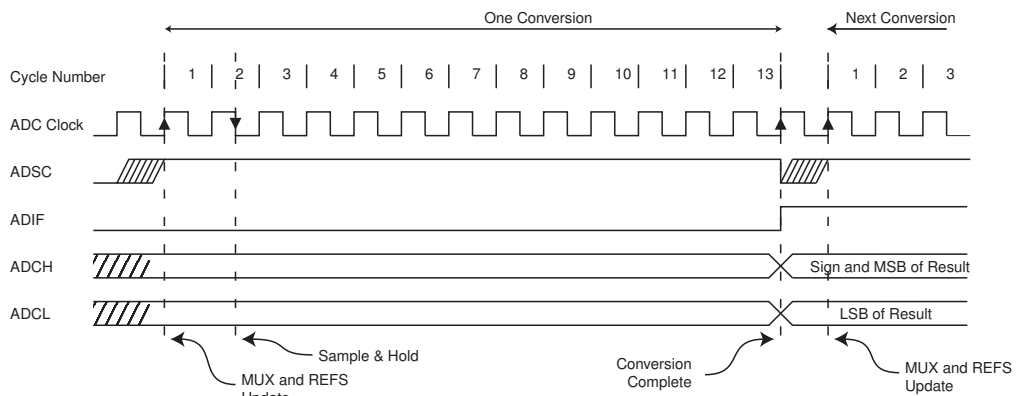 One Conversion
Next Conversion
Cycle Number 1 2 3 4 5 6 7 8 9 10 11 12 13 1 2 3
ADC Clock
ADSC
ADIF
ADCH Sign and MSB of Result
ADCL LSB of Result
Sample & Hold
MUX and REFS
Update
Conversion
Complete
MUX and REFS
Update